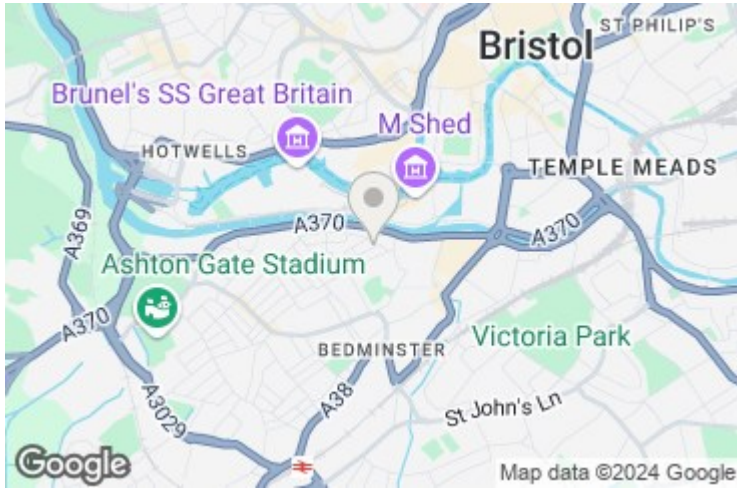 Bristol
ST PHILIP'S
Brunel's SS Great Britain
M Shed
HOTWELLS
TEMPLE MEADS
A369
A370
A370
Ashton Gate Stadium
A370
Victoria Park
BEDMINSTER
A38
A3029
St John's Ln
Google
Map data ©2024 Google